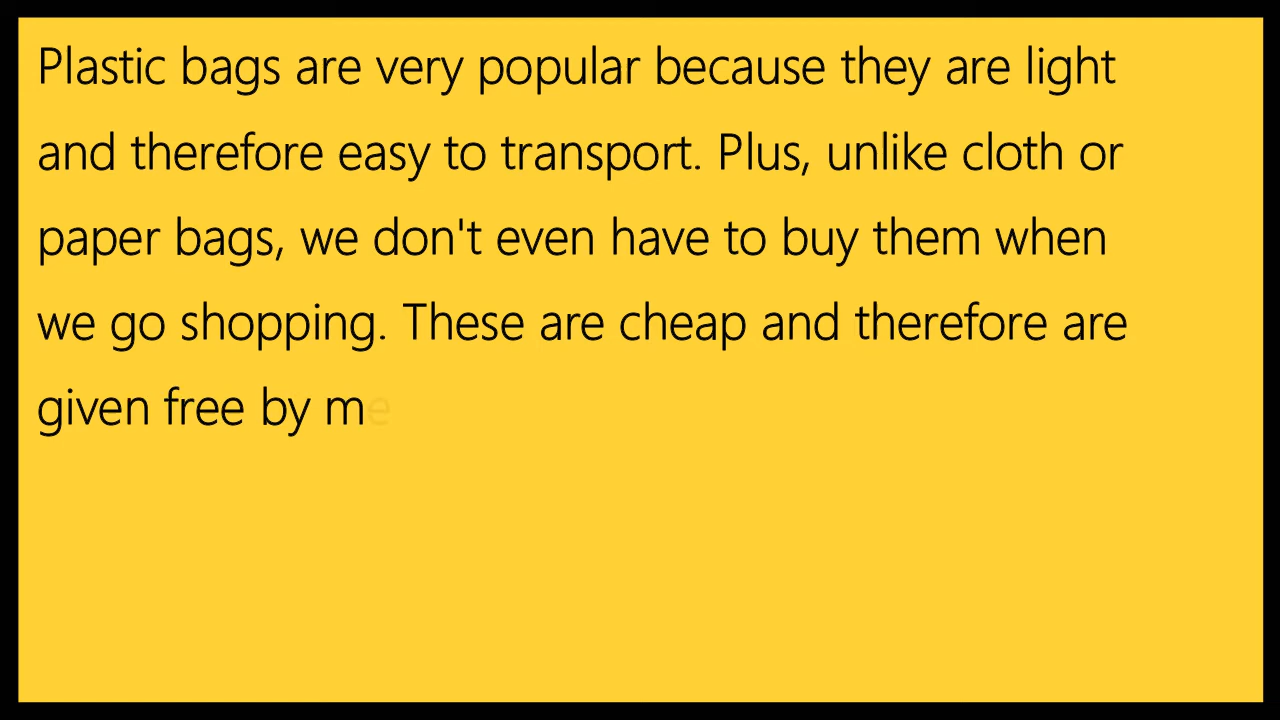 Plastic bags are very popular because they are light
and therefore easy to transport. Plus, unlike cloth or
paper bags, we don't even have to buy them when
we go shopping. These are cheap and therefore are
given free by me